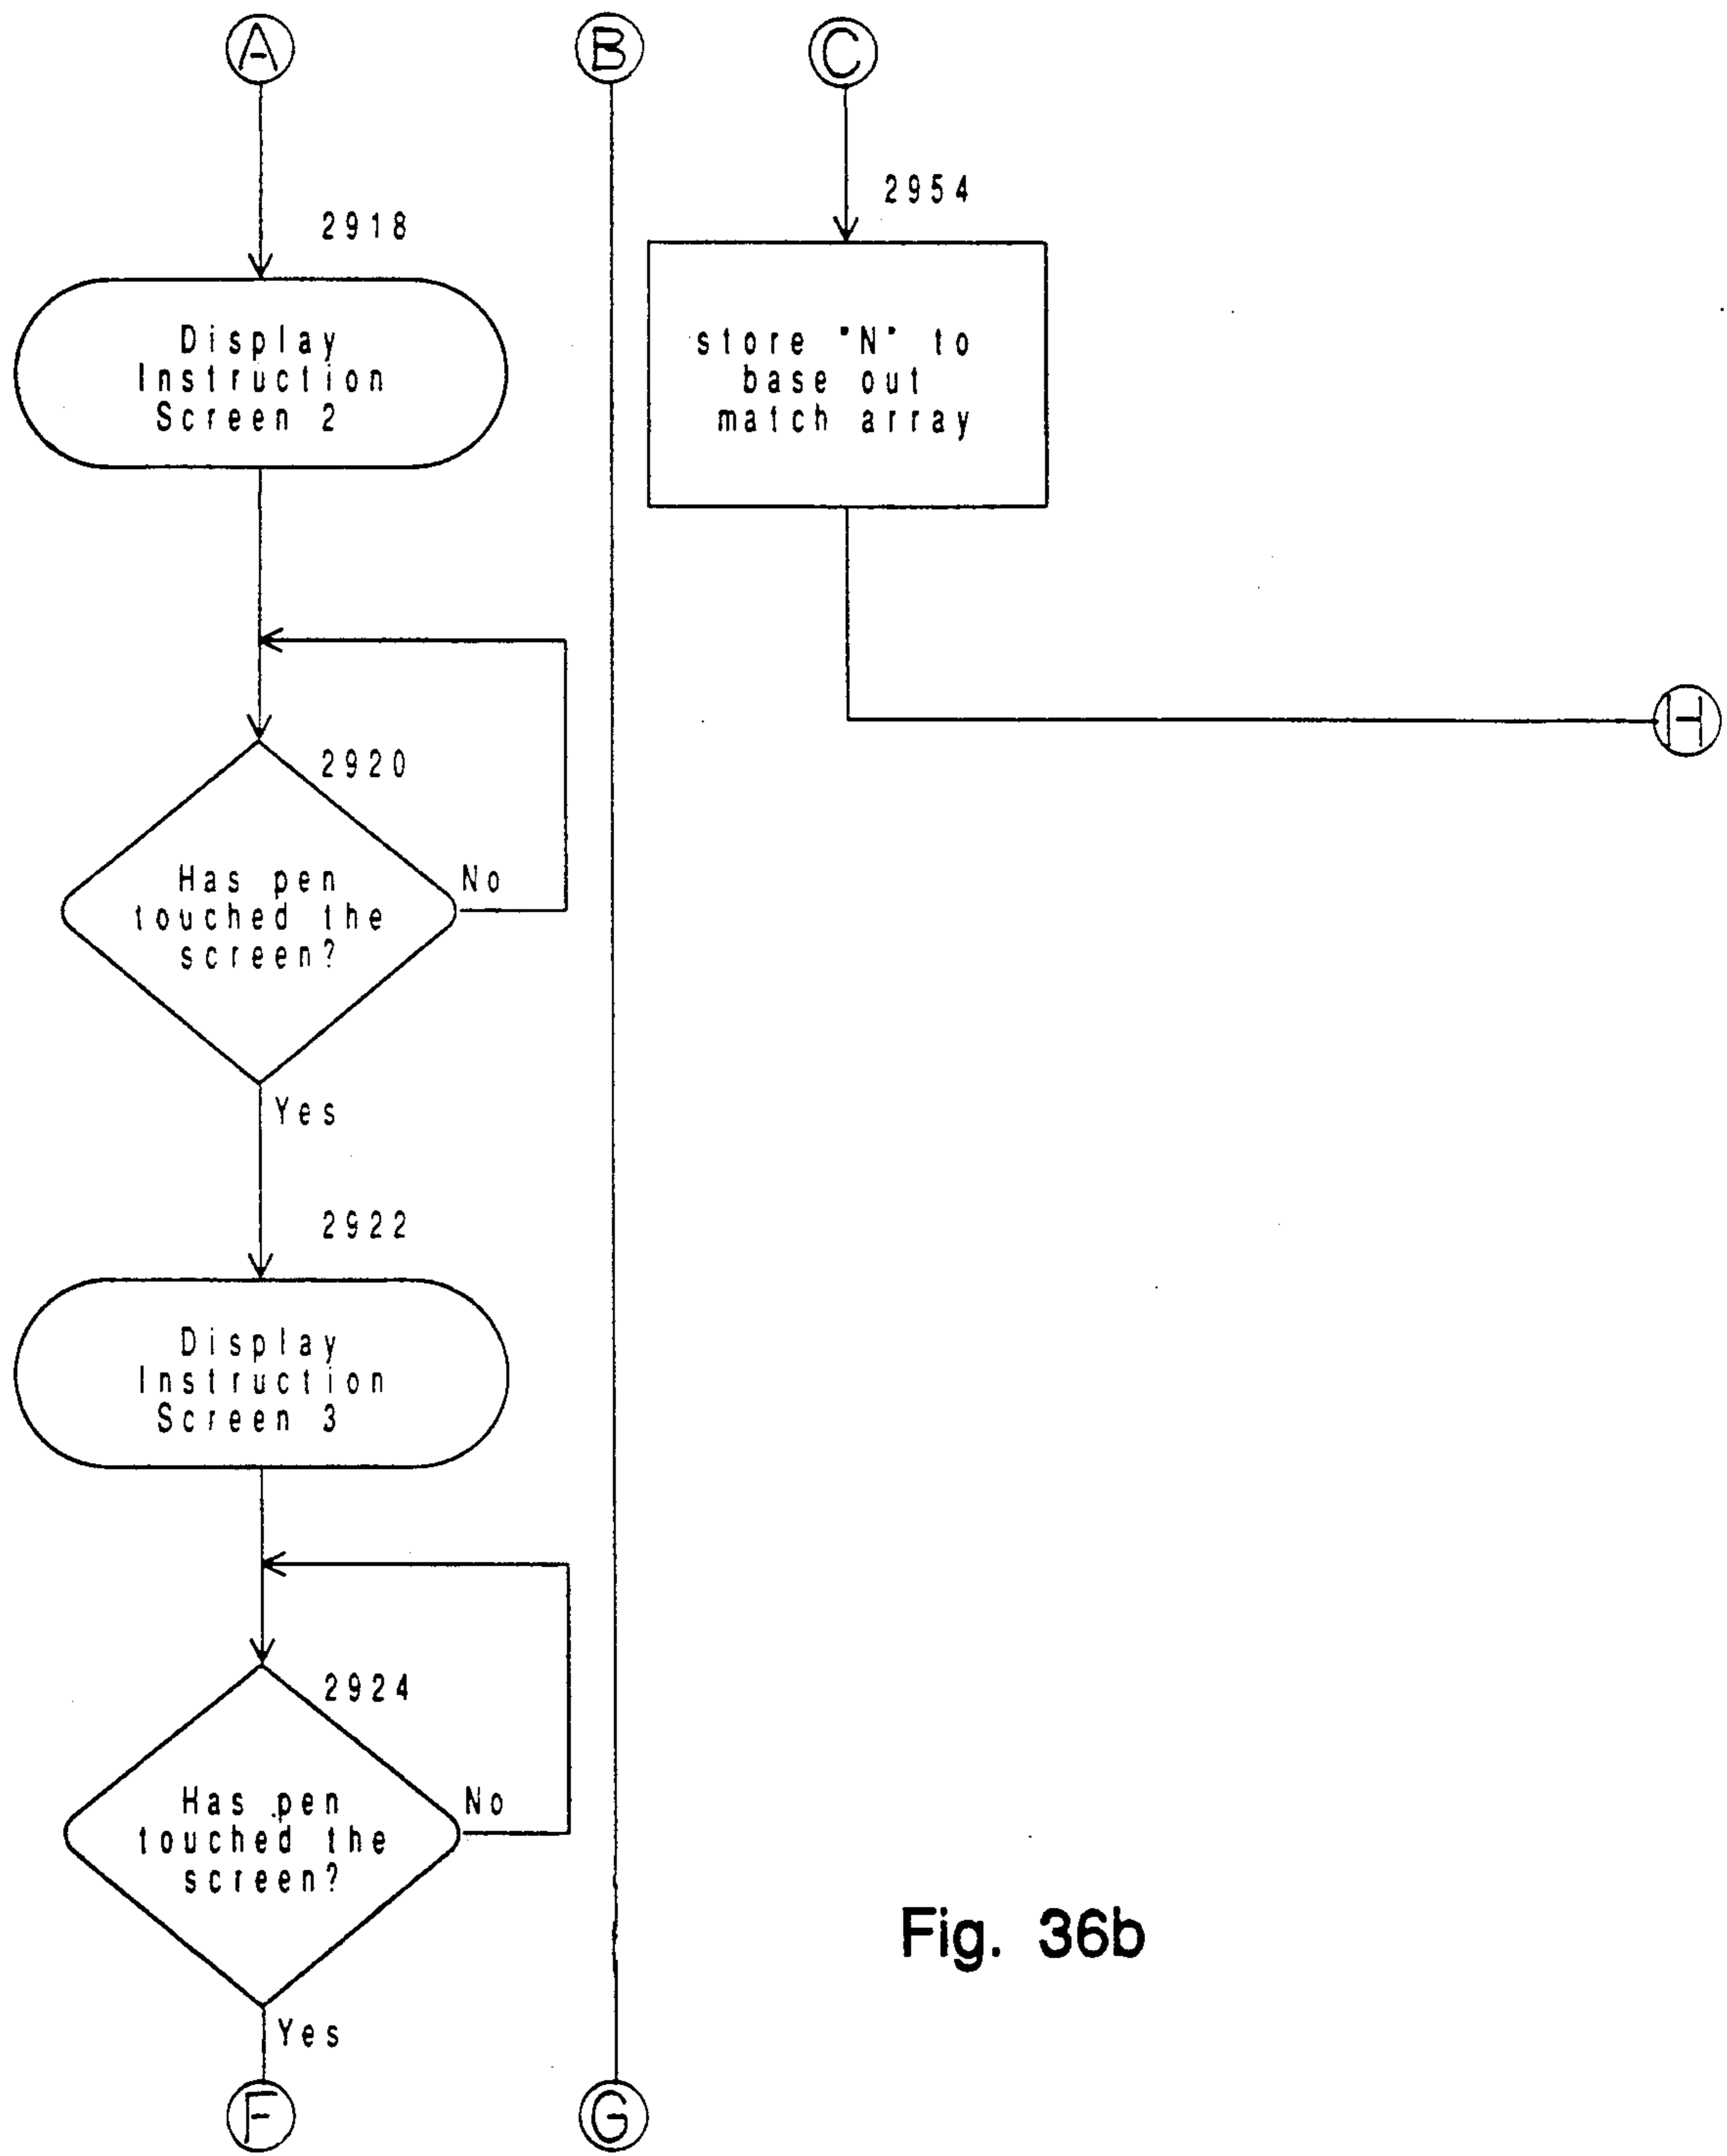 A
B
C
2918
Display
Instruction
Screen 2
2954
store "N" to
base out
match array
H
2920
Has pen
touched the
screen?
No
Yes
2922
Display
Instruction
Screen 3
2924
Has pen
touched the
screen?
No
Yes
F
G
Fig. 36b